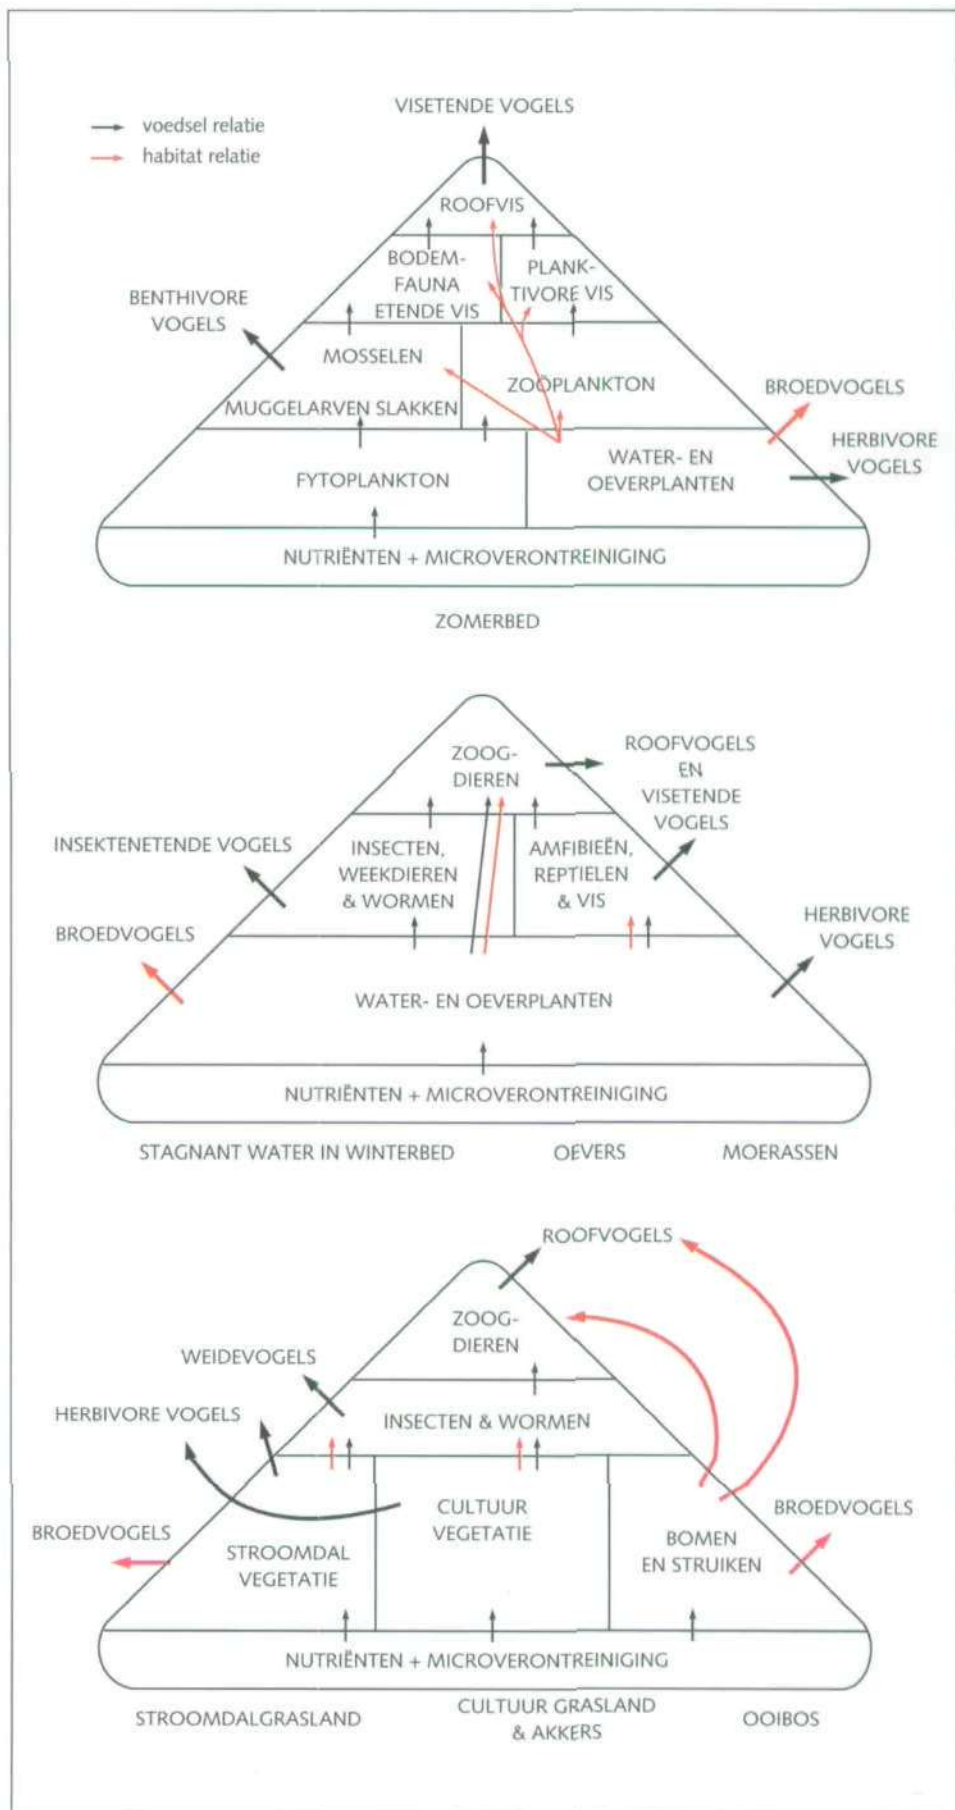 VISETENDE VOGELS
voedsel relatie
habitat relatie
ROOFVIS
BODEM-
FAUNA
ETENDE VIS
PLANK-
TIVORE VIS
BENTHIVORE
VOGELS
MOSSELEN
ZOÖPLANKTON
MUGGELARVEN SLAKKEN
BROEDVOGELS
HERBIVORE
VOGELS
FYTOPLANKTON
WATER- EN
OEVERPLANTEN
NUTRIËNTEN + MICROVERONTREINIGING
ZOMERBED
ZOOG-
DIEREN
ROOFVOGELS
EN
VISETENDE
VOGELS
INSEKTENETENDE VOGELS
INSECTEN,
WEEKDIEREN
& WORMEN
AMFIBIEËN,
REPTIELEN
& VIS
BROEDVOGELS
HERBIVORE
VOGELS
WATER- EN OEVERPLANTEN
NUTRIËNTEN + MICROVERONTREINIGING
STAGNANT WATER IN WINTERBED
OEVERS
MOERASSEN
ROOFVOGELS
ZOOG-
DIEREN
WEIDEVOGELS
HERBIVORE VOGELS
INSECTEN & WORMEN
BROEDVOGELS
STROOMDAL
VEGETATIE
CULTUUR
VEGETATIE
BOMEN
EN STRUIKEN
BROEDVOGELS
NUTRIËNTEN + MICROVERONTREINIGING
STROOMDALGRASLAND
CULTUUR GRASLAND
& AKKERS
OOIBOS